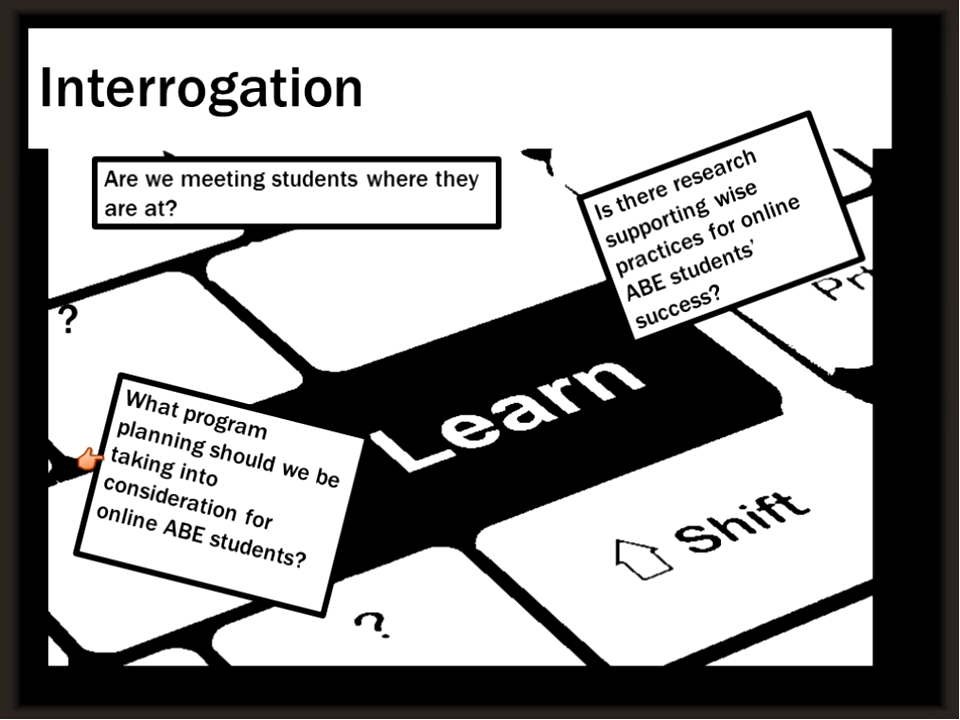 Interrogation
Are we meeting students where they
are at?
Is there research
supporting wise
practices for online
ABE students'
success?
Pr
?
What program
planning should we be
taking into
consideration for
online ABE students?
Learn
Shift
?